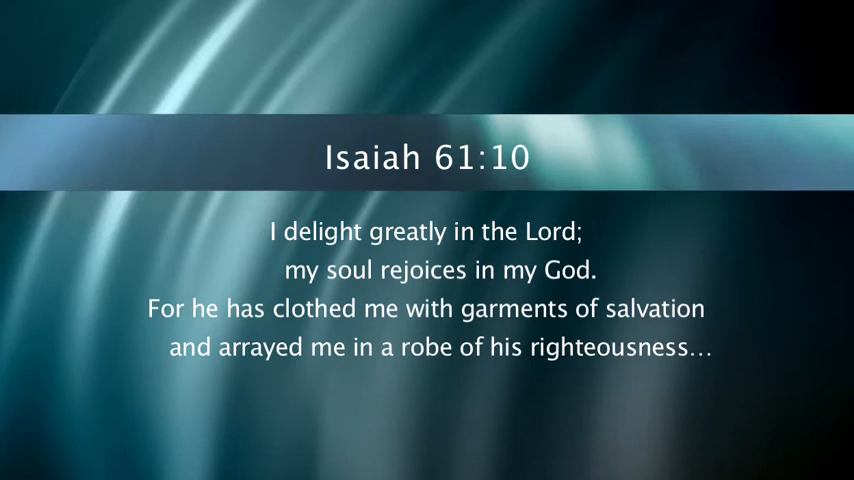 Isaiah 61:10
I delight greatly in the Lord;
my soul rejoices in my God.
For he has clothed me with garments of salvation
and arrayed me in a robe of his righteousness…